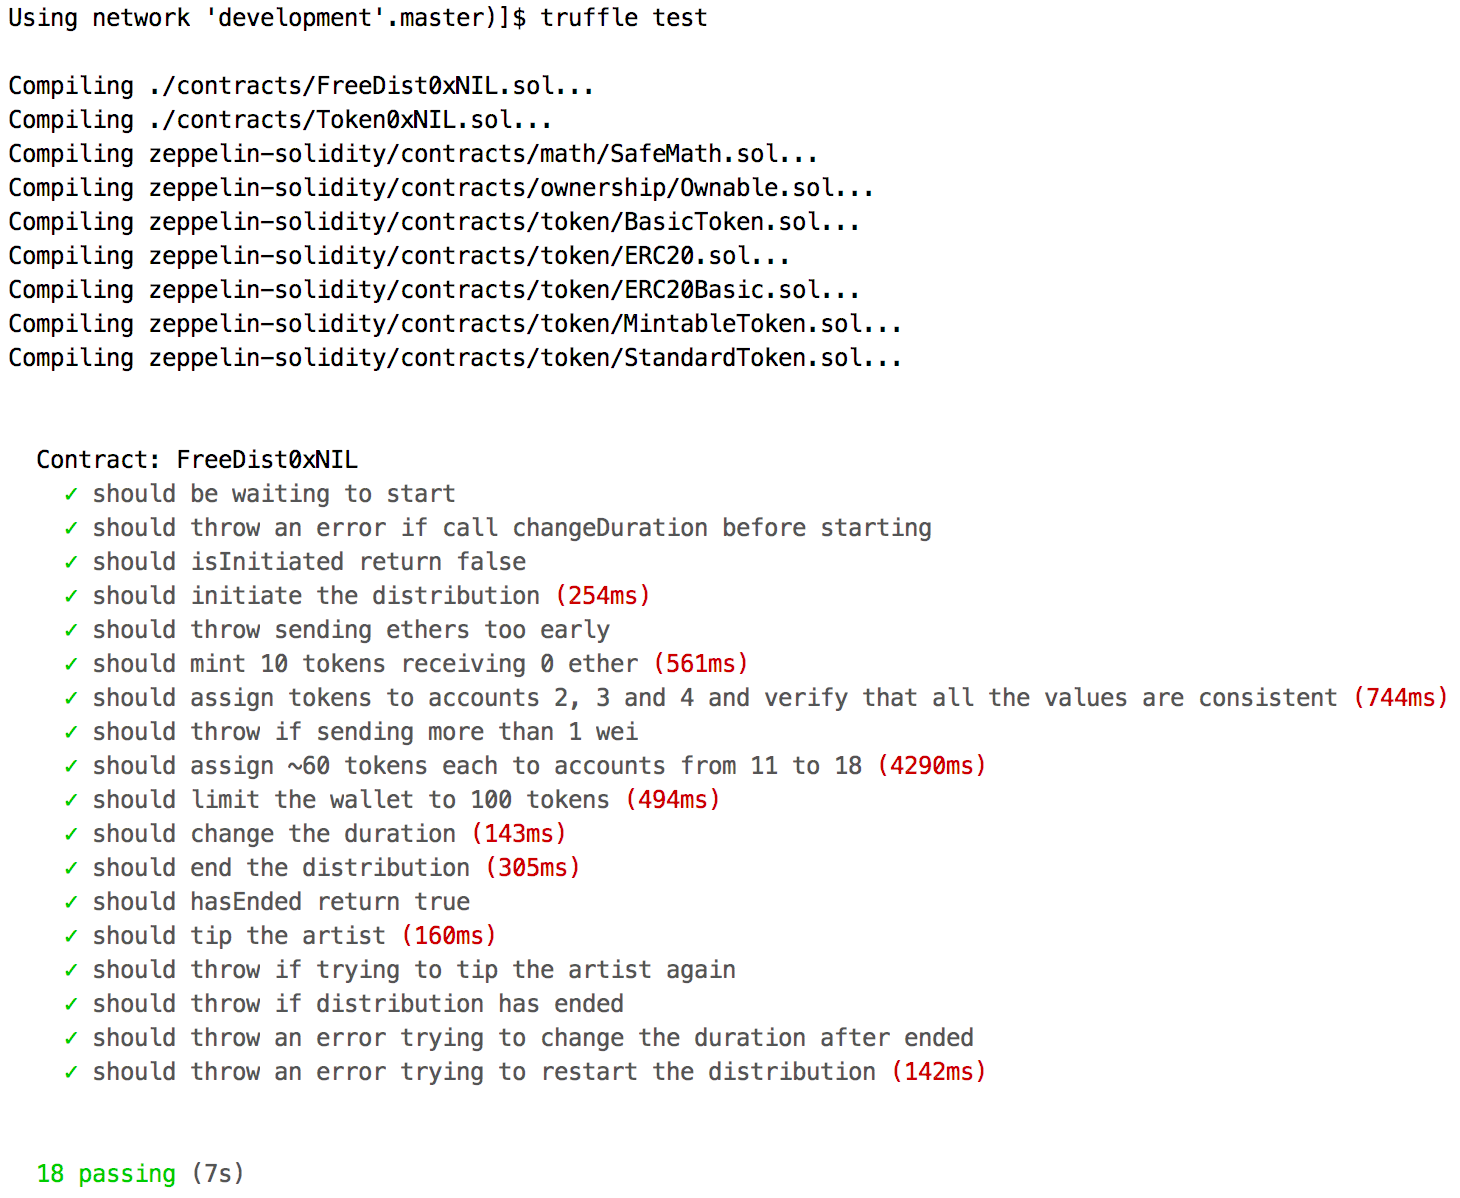 Using network 'development'.master)]$ truffle test
Compiling ./contracts/FreeDist0xNIL.sol...
Compiling ./contracts/Token0xNIL.sol...
Compiling zeppelin-solidity/contracts/math/SafeMath.sol...
Compiling zeppelin-solidity/contracts/ownership/Ownable.sol...
Compiling zeppelin-solidity/contracts/token/BasicToken.sol...
Compiling zeppelin-solidity/contracts/token/ERC20.sol...
Compiling zeppelin-solidity/contracts/token/ERC20Basic.sol...
Compiling zeppelin-solidity/contracts/token/MintableToken.sol...
Compiling zeppelin-solidity/contracts/token/StandardToken.sol...
Contract: FreeDist0xNIL
✓ should be waiting to start
✓ should throw an error if call changeDuration before starting
✓ should isInitiated return false
✓ should initiate the distribution (254ms)
✓ should throw sending ethers too early
✓ should mint 10 tokens receiving 0 ether (561ms)
✓ should assign tokens to accounts 2, 3 and 4 and verify that all the values are consistent (744ms)
✓ should throw if sending more than 1 wei
✓ should assign ~60 tokens each to accounts from 11 to 18 (4290ms)
✓ should limit the wallet to 100 tokens (494ms)
✓ should change the duration (143ms)
✓ should end the distribution (305ms)
✓ should hasEnded return true
✓ should tip the artist (160ms)
✓ should throw if trying to tip the artist again
✓ should throw if distribution has ended
✓ should throw an error trying to change the duration after ended
✓ should throw an error trying to restart the distribution (142ms)
18 passing (7s)